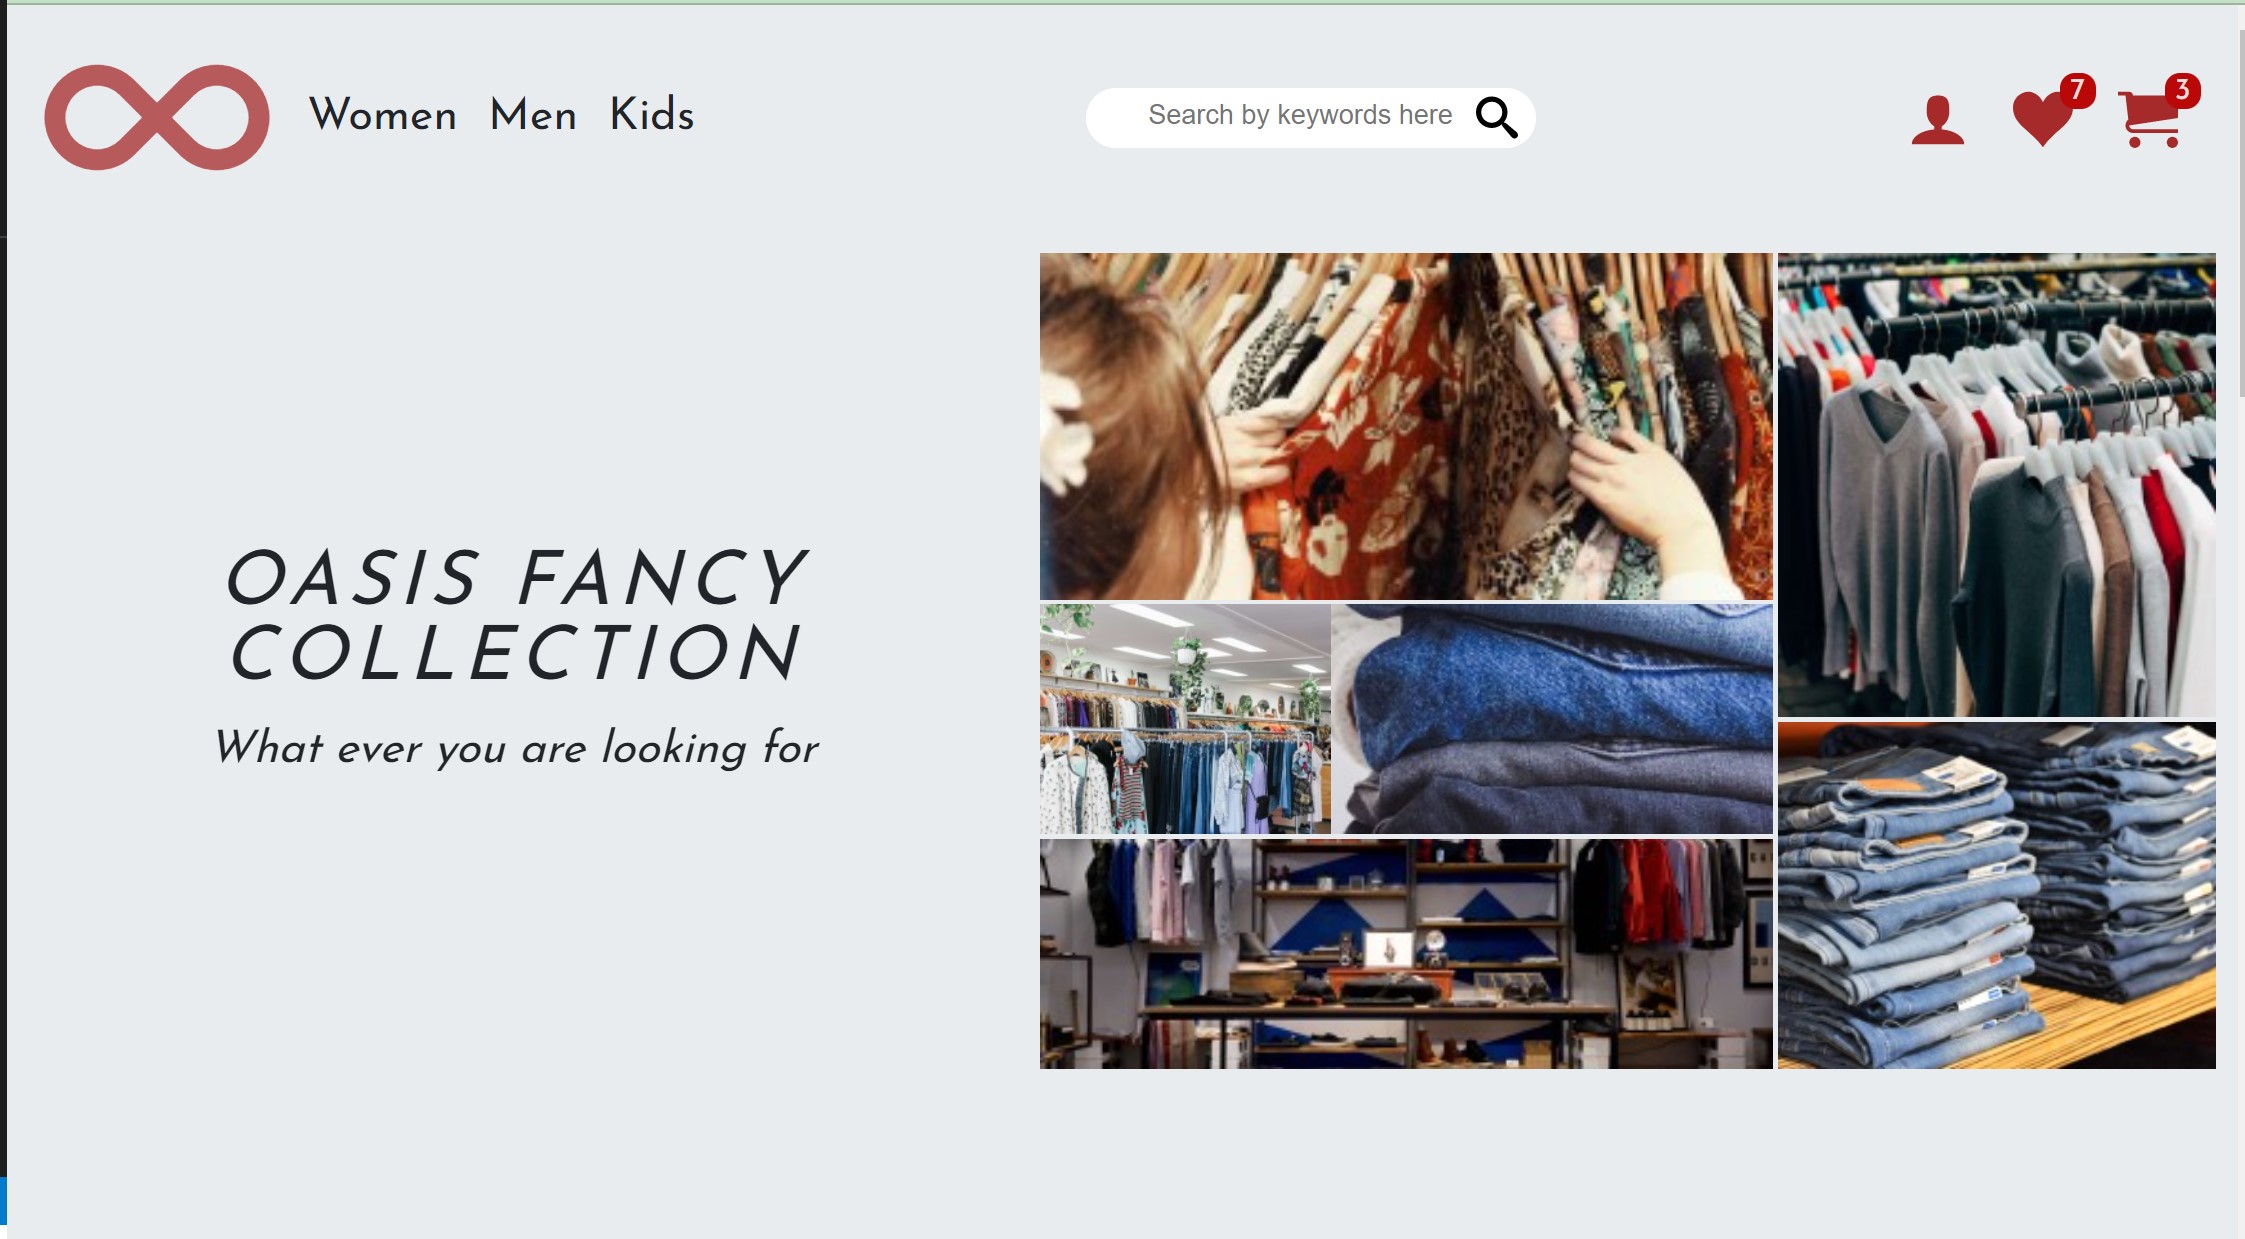 Women Men Kids
Search by keywords here
7
3
OASIS FANCY
COLLECTION
What ever you are looking for